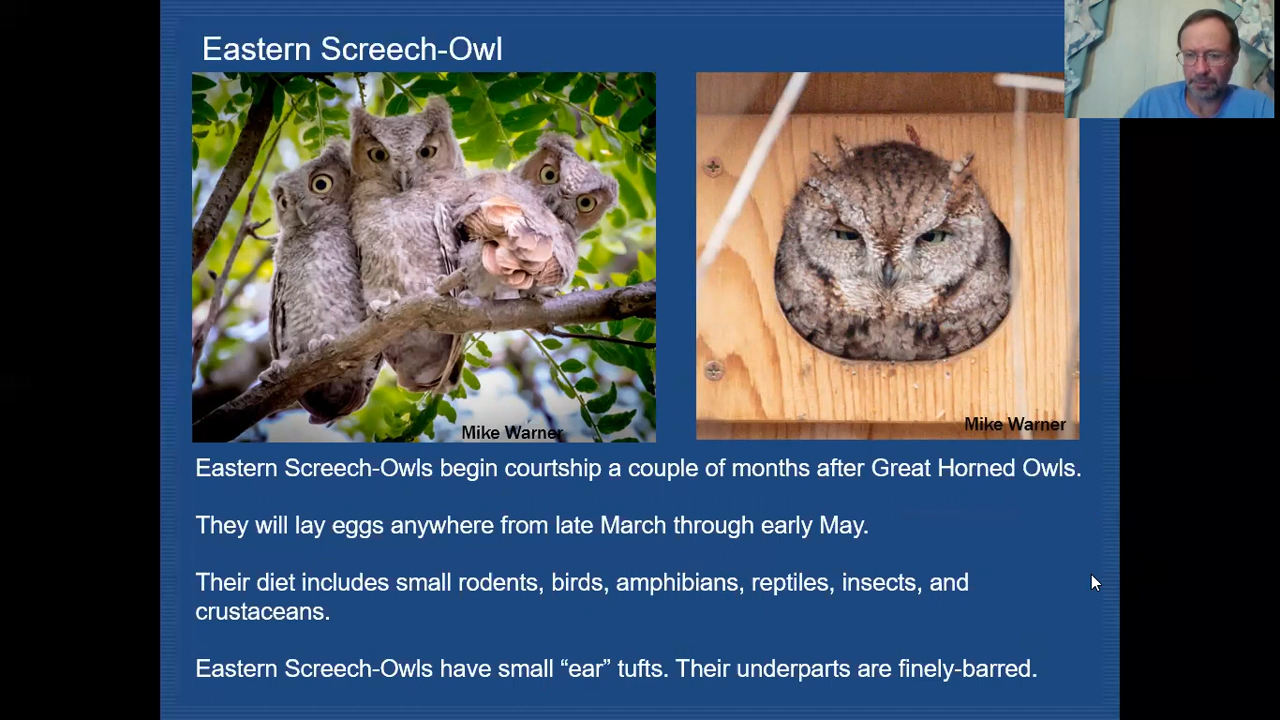 Eastern Screech-Owl
Mike Warner
Mike Warner
Eastern Screech-Owls begin courtship a couple of months after Great Horned Owls.
They will lay eggs anywhere from late March through early May.
Their diet includes small rodents, birds, amphibians, reptiles, insects, and
crustaceans.
Eastern Screech-Owls have small “ear” tufts. Their underparts are finely-barred.